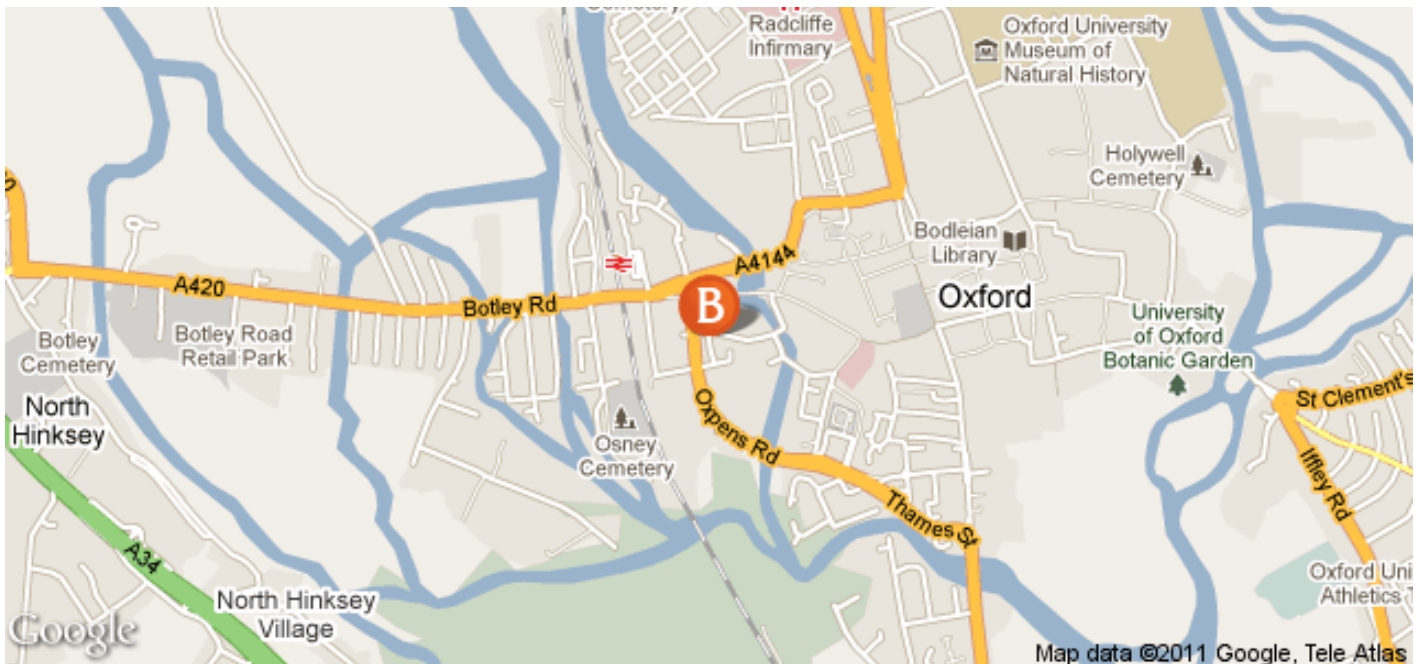 Radcliffe
Infirmary
Oxford University
Museum of
Natural History
Holywell
Cemetery
Bodleian
Library
A4144
A420
Botley Rd
B
Oxford
Botley
Cemetery
Botley Road
Retail Park
University
of Oxford
Botanic Garden
St Clement's
North
Hinksey
Osney
Cemetery
Oxpens Rd
Thames St
Iffley Rd
A34
North Hinksey
Village
Oxford Uni
Athletics T
Google
Map data ©2011 Google, Tele Atlas